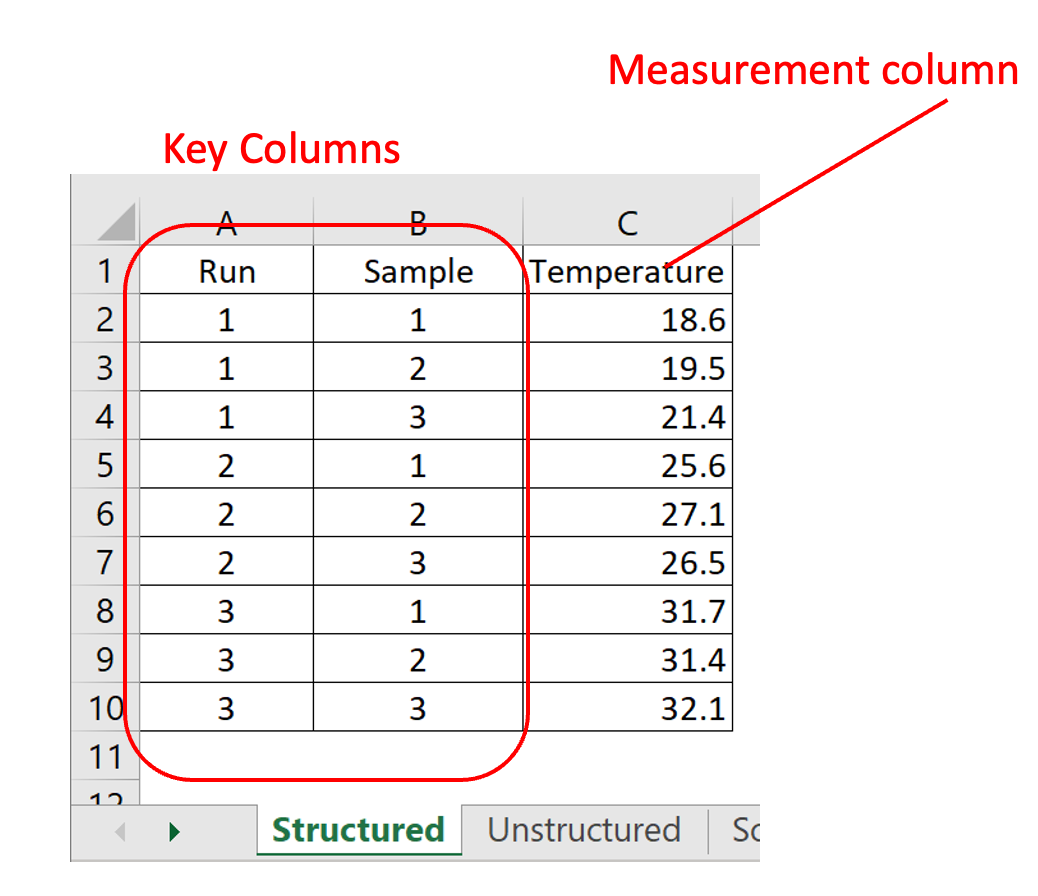 Measurement column
Key Columns
A B C
1 Run Sample Temperature
2 1 1 18.6
3 1 2 19.5
4 1 3 21.4
5 2 1 25.6
6 2 2 27.1
7 2 3 26.5
8 3 1 31.7
9 3 2 31.4
10 3 3 32.1
11
12
Structured Unstructured